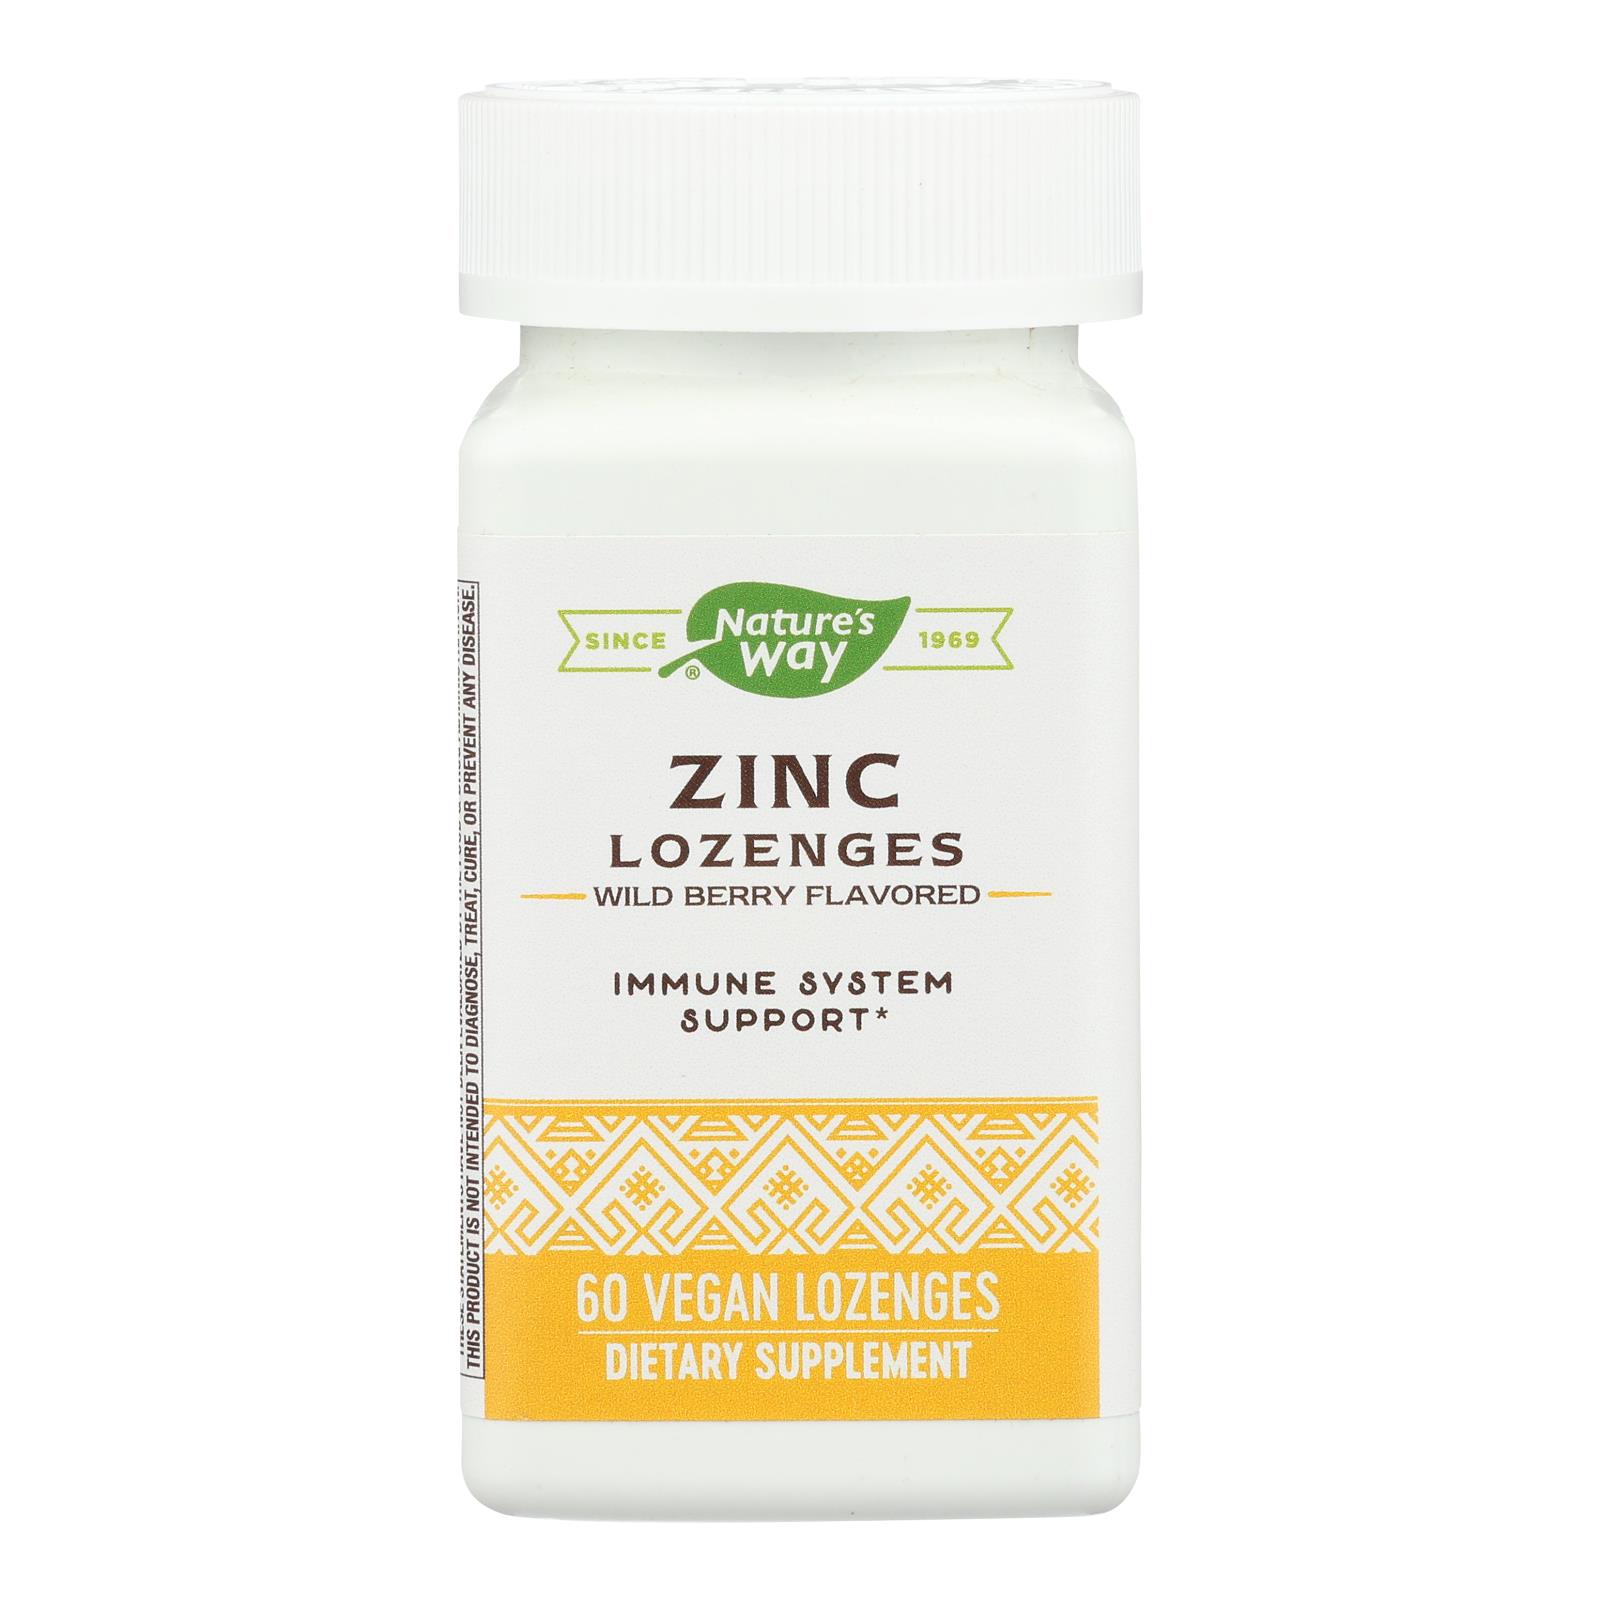 SINCE
Nature's
Way
®
1969
ZINC
LOZENGES
WILD BERRY FLAVORED
IMMUNE SYSTEM
SUPPORT*
60 VEGAN LOZENGES
DIETARY SUPPLEMENT
THIS PRODUCT IS NOT INTENDED TO DIAGNOSE, TREAT, CURE, OR PREVENT ANY DISEASE.